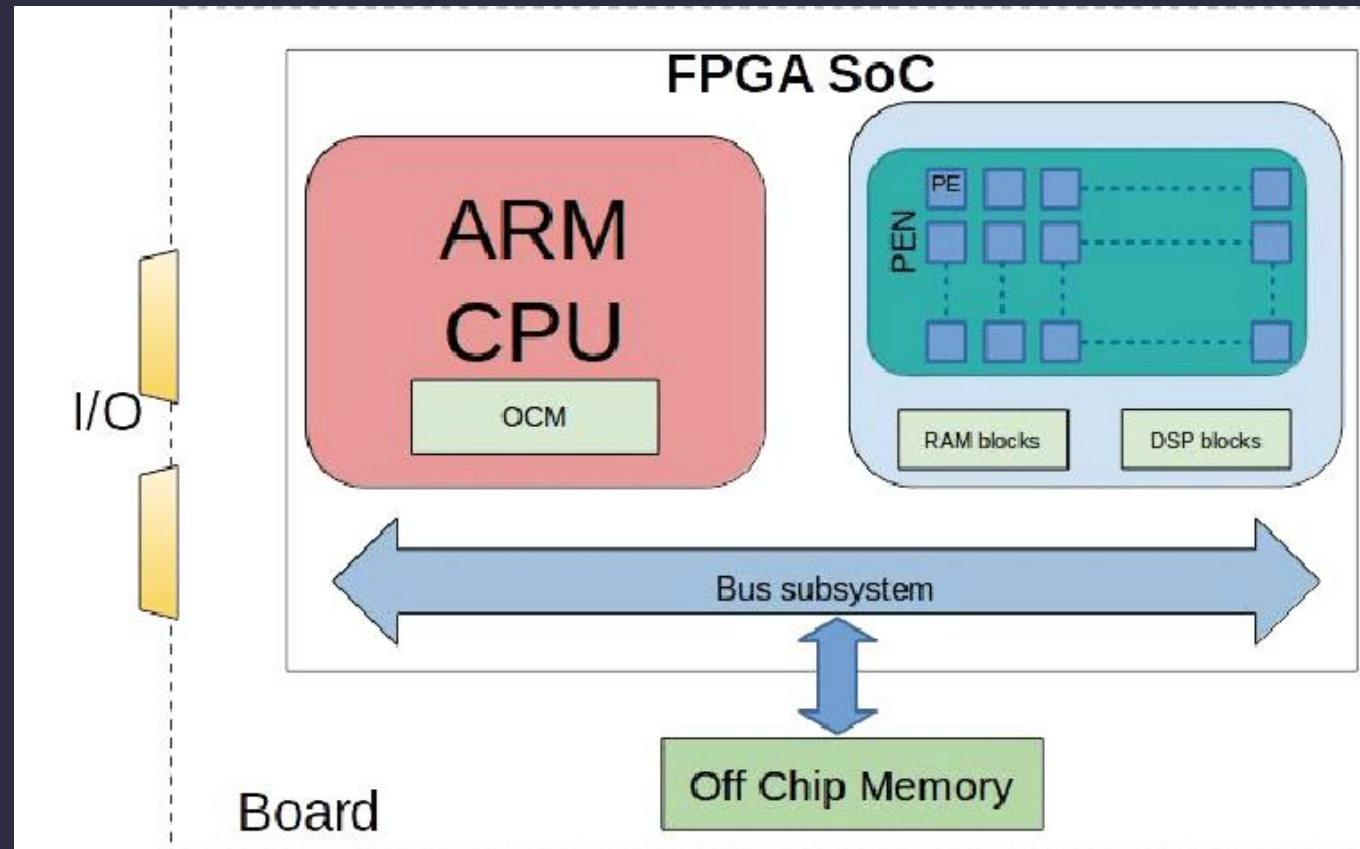 FPGA SoC
ARM
CPU
OCM
PE
PEN
RAM blocks
DSP blocks
I/O
Bus subsystem
Off Chip Memory
Board